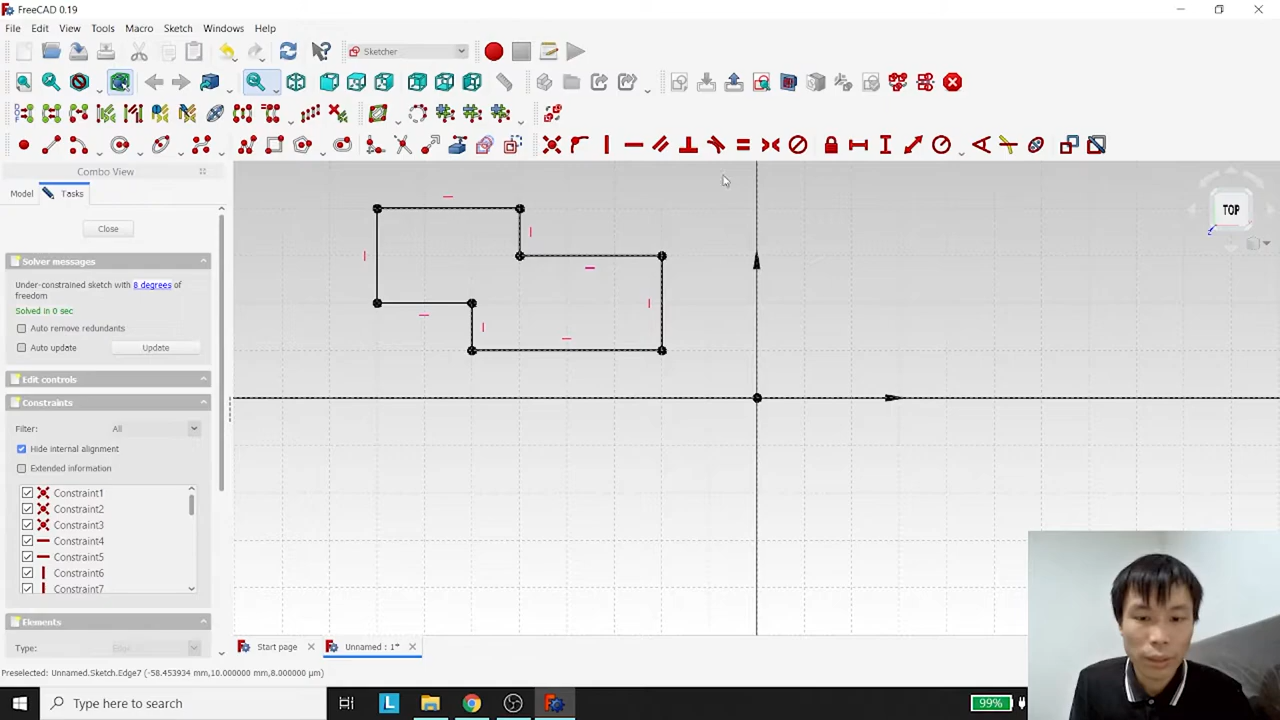 FreeCAD 0.19
File Edit View Tools Macro Sketch Windows Help
Sketcher
Combo View
Model Tasks
Close
TOP
Solver messages
Under-constrained sketch with 8 degrees of
freedom
Solved in 0 sec
Auto remove redundants
Auto update Update
Edit controls
Constraints
Filter: All
Hide internal alignment
Extended information
Constraint1
Constraint2
Constraint3
Constraint4
Constraint5
Constraint6
Constraint7
Elements
Type: Edge
Start page Unnamed : 1*
Preselected: Unnamed.Sketch.Edge7 (-58.453934 mm,10.000000 mm,8.000000 µm)
Type here to search
L
99%